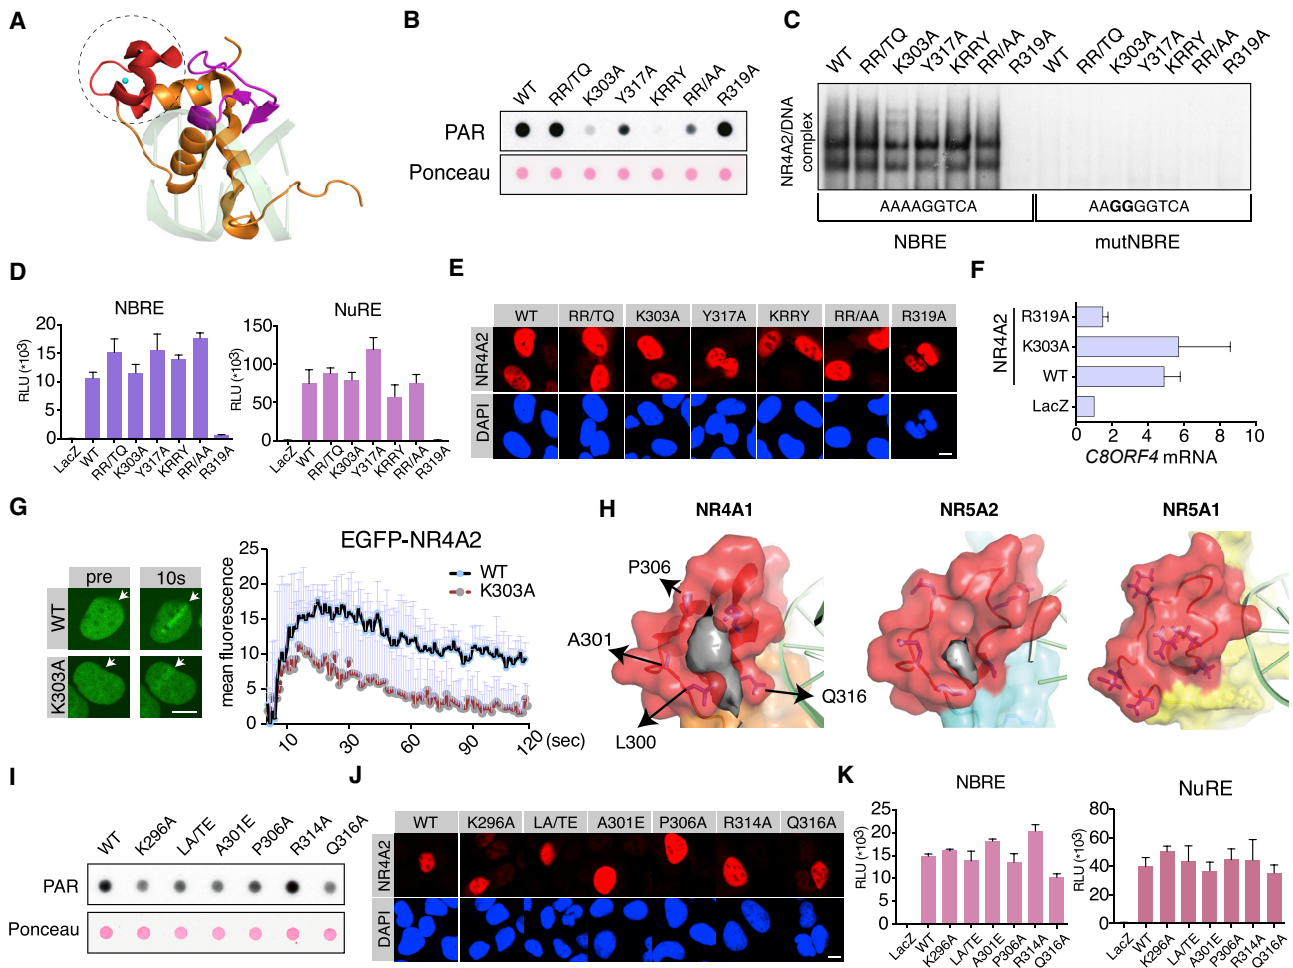 A
B
WT RR/TQ K303A Y317A KRRY RR/AA R319A
PAR
Ponceau
C
WT RR/TQ K303A Y317A KRRY RR/AA R319A WT RR/TQ K303A Y317A KRRY RR/AA R319A
NR4A2/DNA
complex
AAAAGGTCA AAGGGGTCA
NBRE mutNBRE
D
NBRE
RLU (*10³)
20
15
10
5
0
LacZ WT RR/TQ K303A Y317A KRRY RR/AA R319A
NuRE
RLU (*10³)
150
100
50
0
LacZ WT RR/TQ K303A Y317A KRRY RR/AA R319A
E
WT RR/TQ K303A Y317A KRRY RR/AA R319A
NR4A2
DAPI
F
NR4A2
R319A
K303A
WT
LacZ
0 2 4 6 8 10
C8ORF4 mRNA
G
pre 10s
WT
K303A
EGFP-NR4A2
mean fluorescence
25
20
15
10
5
0
WT
K303A
10 30 60 90 120 (sec)
H
NR4A1 NR5A2 NR5A1
P306
A301
L300
Q316
I
WT K296A LA/TE A301E P306A R314A Q316A
PAR
Ponceau
J
WT K296A LA/TE A301E P306A R314A Q316A
NR4A2
DAPI
K
NBRE
RLU (*10³)
25
20
15
10
5
0
LacZ WT K296A LA/TE A301E P306A R314A Q316A
NuRE
RLU (*10³)
80
60
40
20
0
LacZ WT K296A LA/TE A301E P306A R314A Q316A